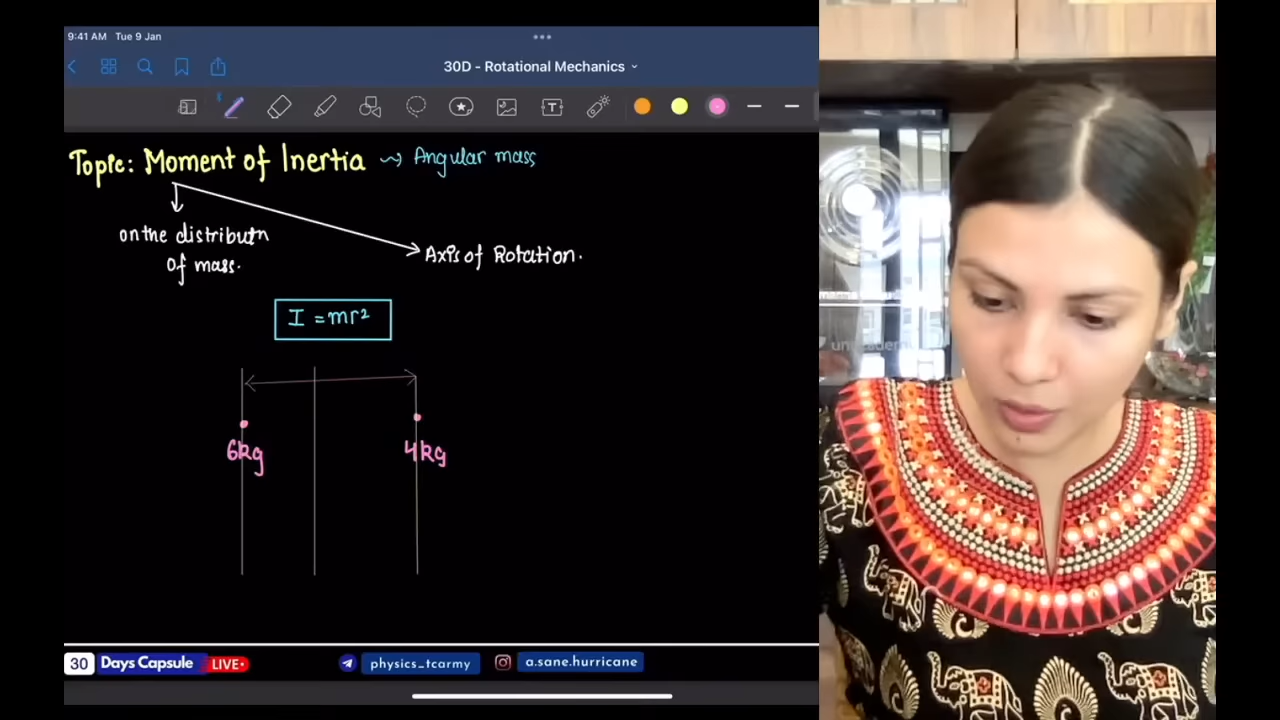 9:41 AM Tue 9 Jan
30D - Rotational Mechanics
Topic: Moment of Inertia ⤳ Angular mass
on the distributn
of mass.
Axis of Rotation.
I = mr²
6kg
4kg
30 Days Capsule LIVE
physics_tcarmy
a.sane.hurricane